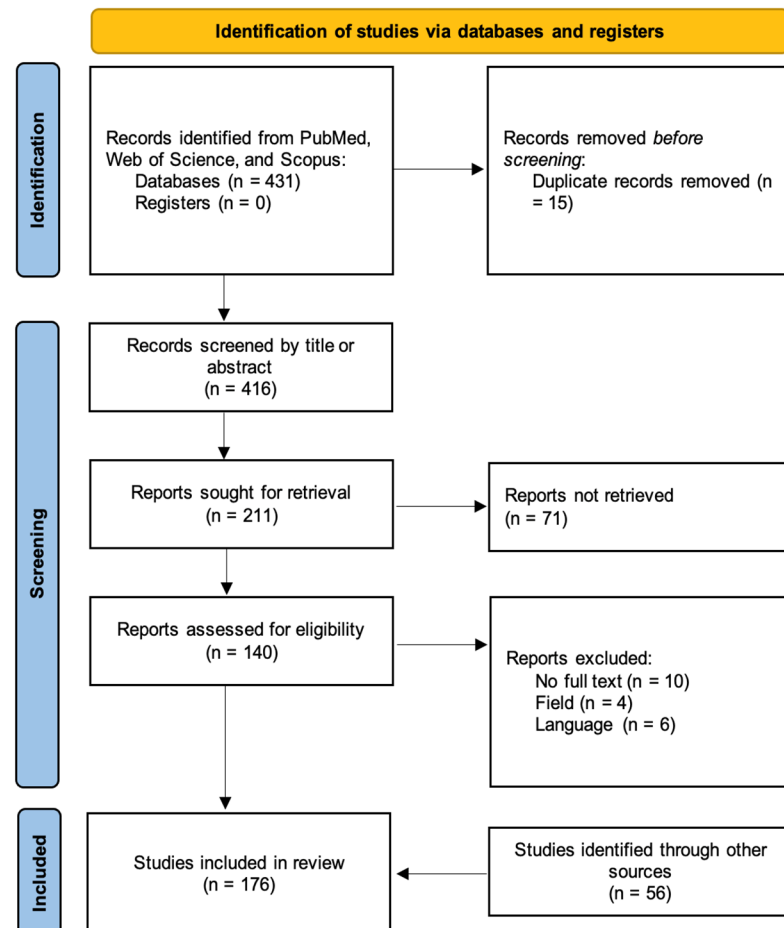 Identification of studies via databases and registers
Identification
Records identified from PubMed,
Web of Science, and Scopus:
Databases (n = 431)
Registers (n = 0)
Records removed before
screening:
Duplicate records removed (n
= 15)
Screening
Records screened by title or
abstract
(n = 416)
Reports sought for retrieval
(n = 211)
Reports not retrieved
(n = 71)
Reports assessed for eligibility
(n = 140)
Reports excluded:
No full text (n = 10)
Field (n = 4)
Language (n = 6)
Included
Studies included in review
(n = 176)
Studies identified through other
sources
(n = 56)